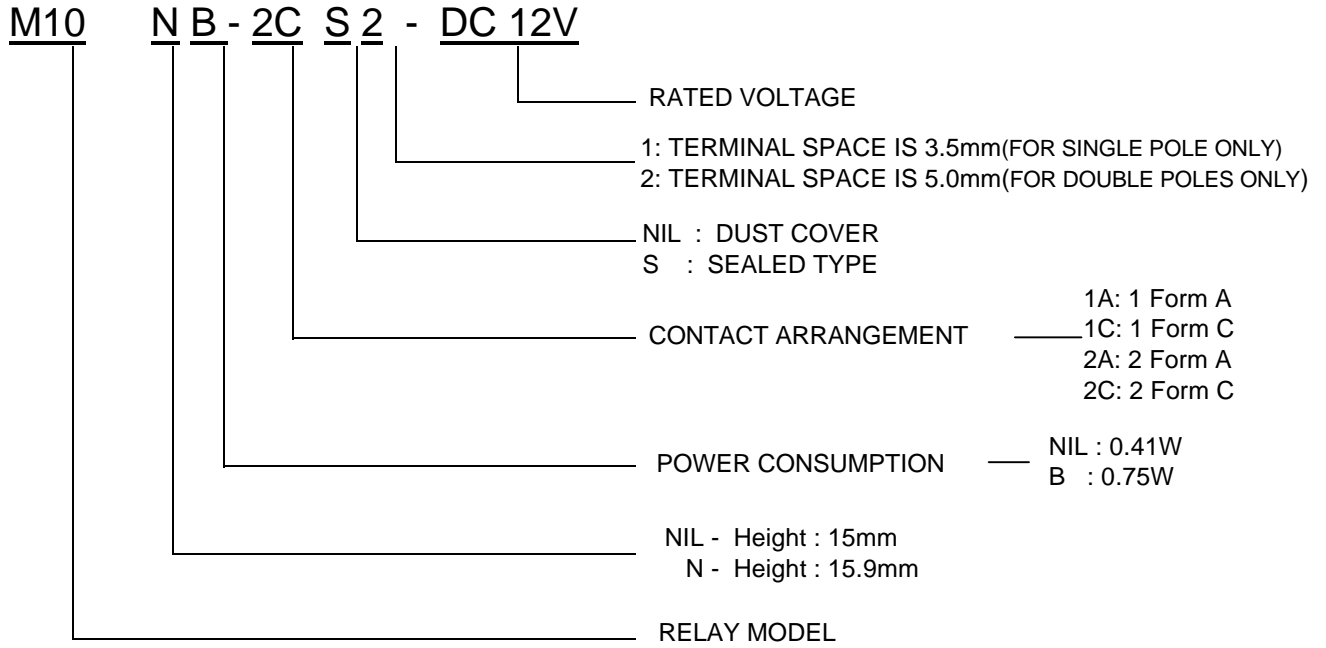 M10 N B - 2C S 2 - DC 12V
RATED VOLTAGE
1: TERMINAL SPACE IS 3.5mm(FOR SINGLE POLE ONLY)
2: TERMINAL SPACE IS 5.0mm(FOR DOUBLE POLES ONLY)
NIL : DUST COVER
S : SEALED TYPE
CONTACT ARRANGEMENT
1A: 1 Form A
1C: 1 Form C
2A: 2 Form A
2C: 2 Form C
POWER CONSUMPTION
NIL : 0.41W
B : 0.75W
NIL - Height : 15mm
N - Height : 15.9mm
RELAY MODEL